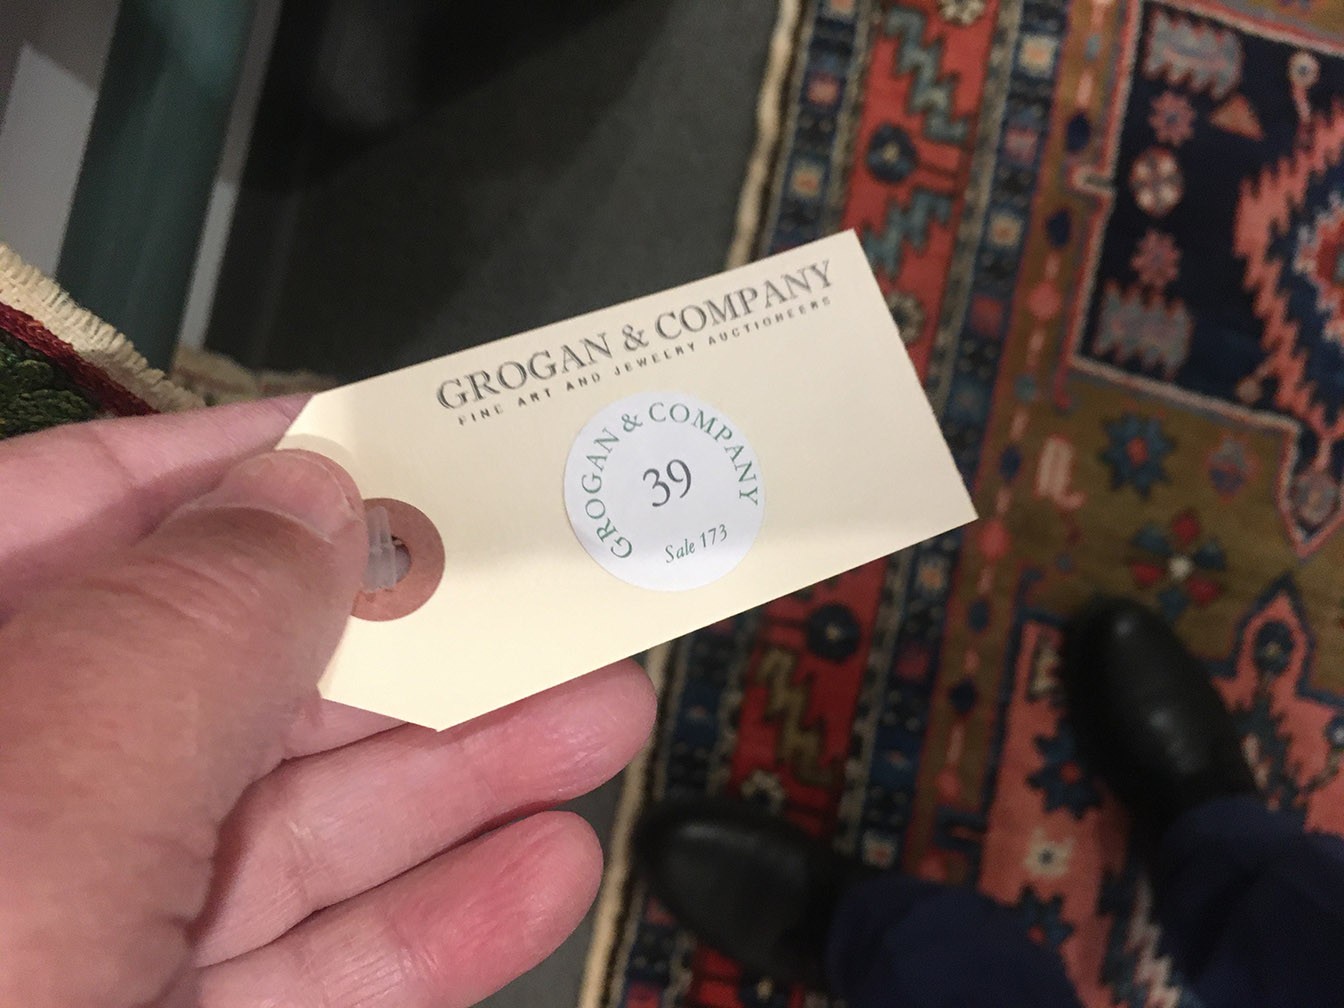 GROGAN & COMPANY
FINE ART AND JEWELRY AUCTIONEERS
GROGAN & COMPANY
39
Sale 173